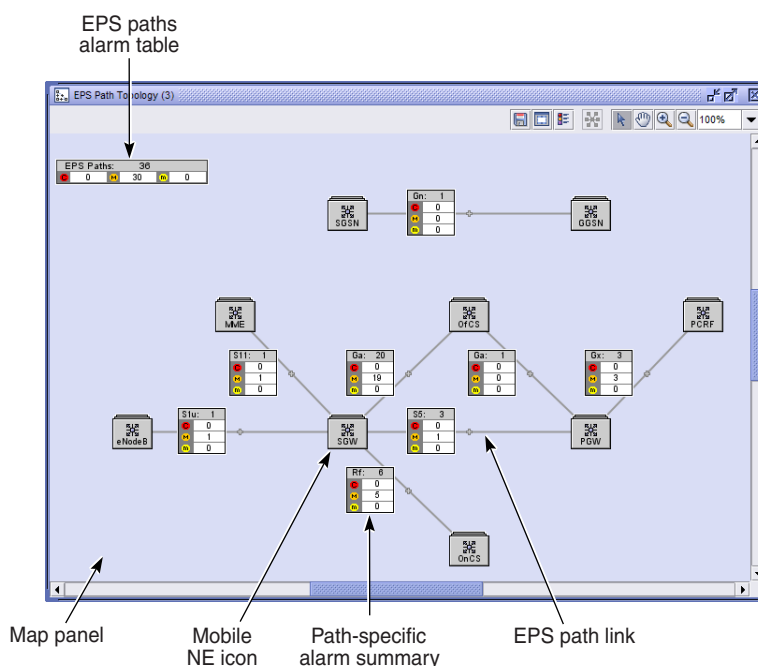 EPS paths
alarm table
EPS Path Topology (3)
100%
EPS Paths: 36
C 0 M 30 m 0
Gn: 1
C 0
M 0
m 0
SGSN
GGSN
MME
OfCS
PCRF
S11: 1
C 0
M 1
m 0
Ga: 20
C 0
M 19
m 0
Ga: 1
C 0
M 0
m 0
Gx: 3
C 0
M 3
m 0
S1u: 1
C 0
M 1
m 0
S5: 3
C 0
M 1
m 0
eNodeB
SGW
PGW
Rf: 6
C 0
M 5
m 0
OnCS
Map panel
Mobile
NE icon
Path-specific
alarm summary
EPS path link